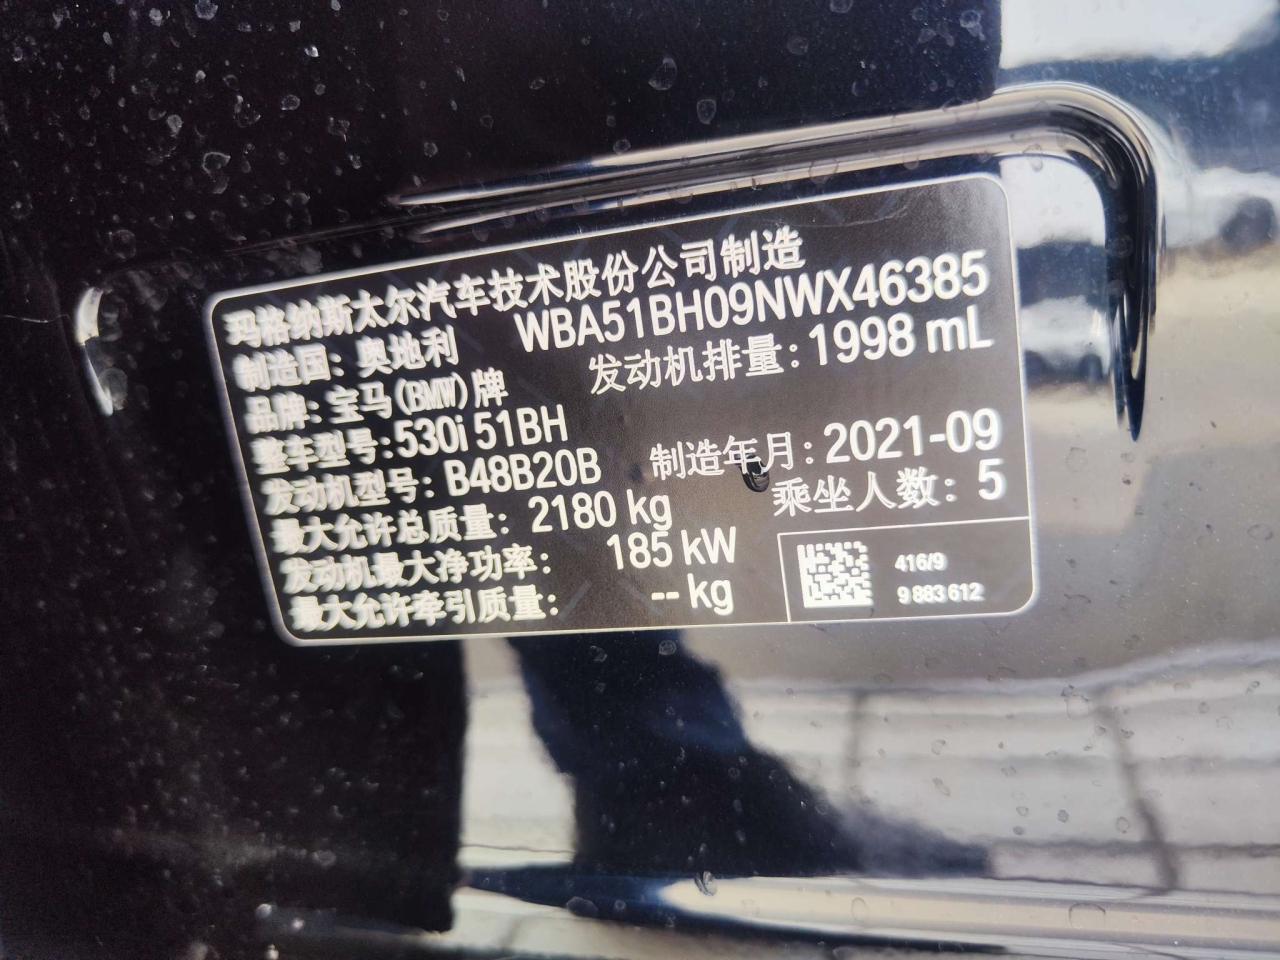 玛格纳斯太尔汽车技术股份公司制造
制造国：奥地利 WBA51BH09NWX46385
品牌：宝马(BMW)牌 发动机排量：1998 mL
整车型号：530i 51BH
发动机型号：B48B20B 制造年月：2021-09
最大允许总质量：2180 kg 乘坐人数：5
发动机最大净功率：185 kW
最大允许牵引质量：-- kg
416/9
9 883 612